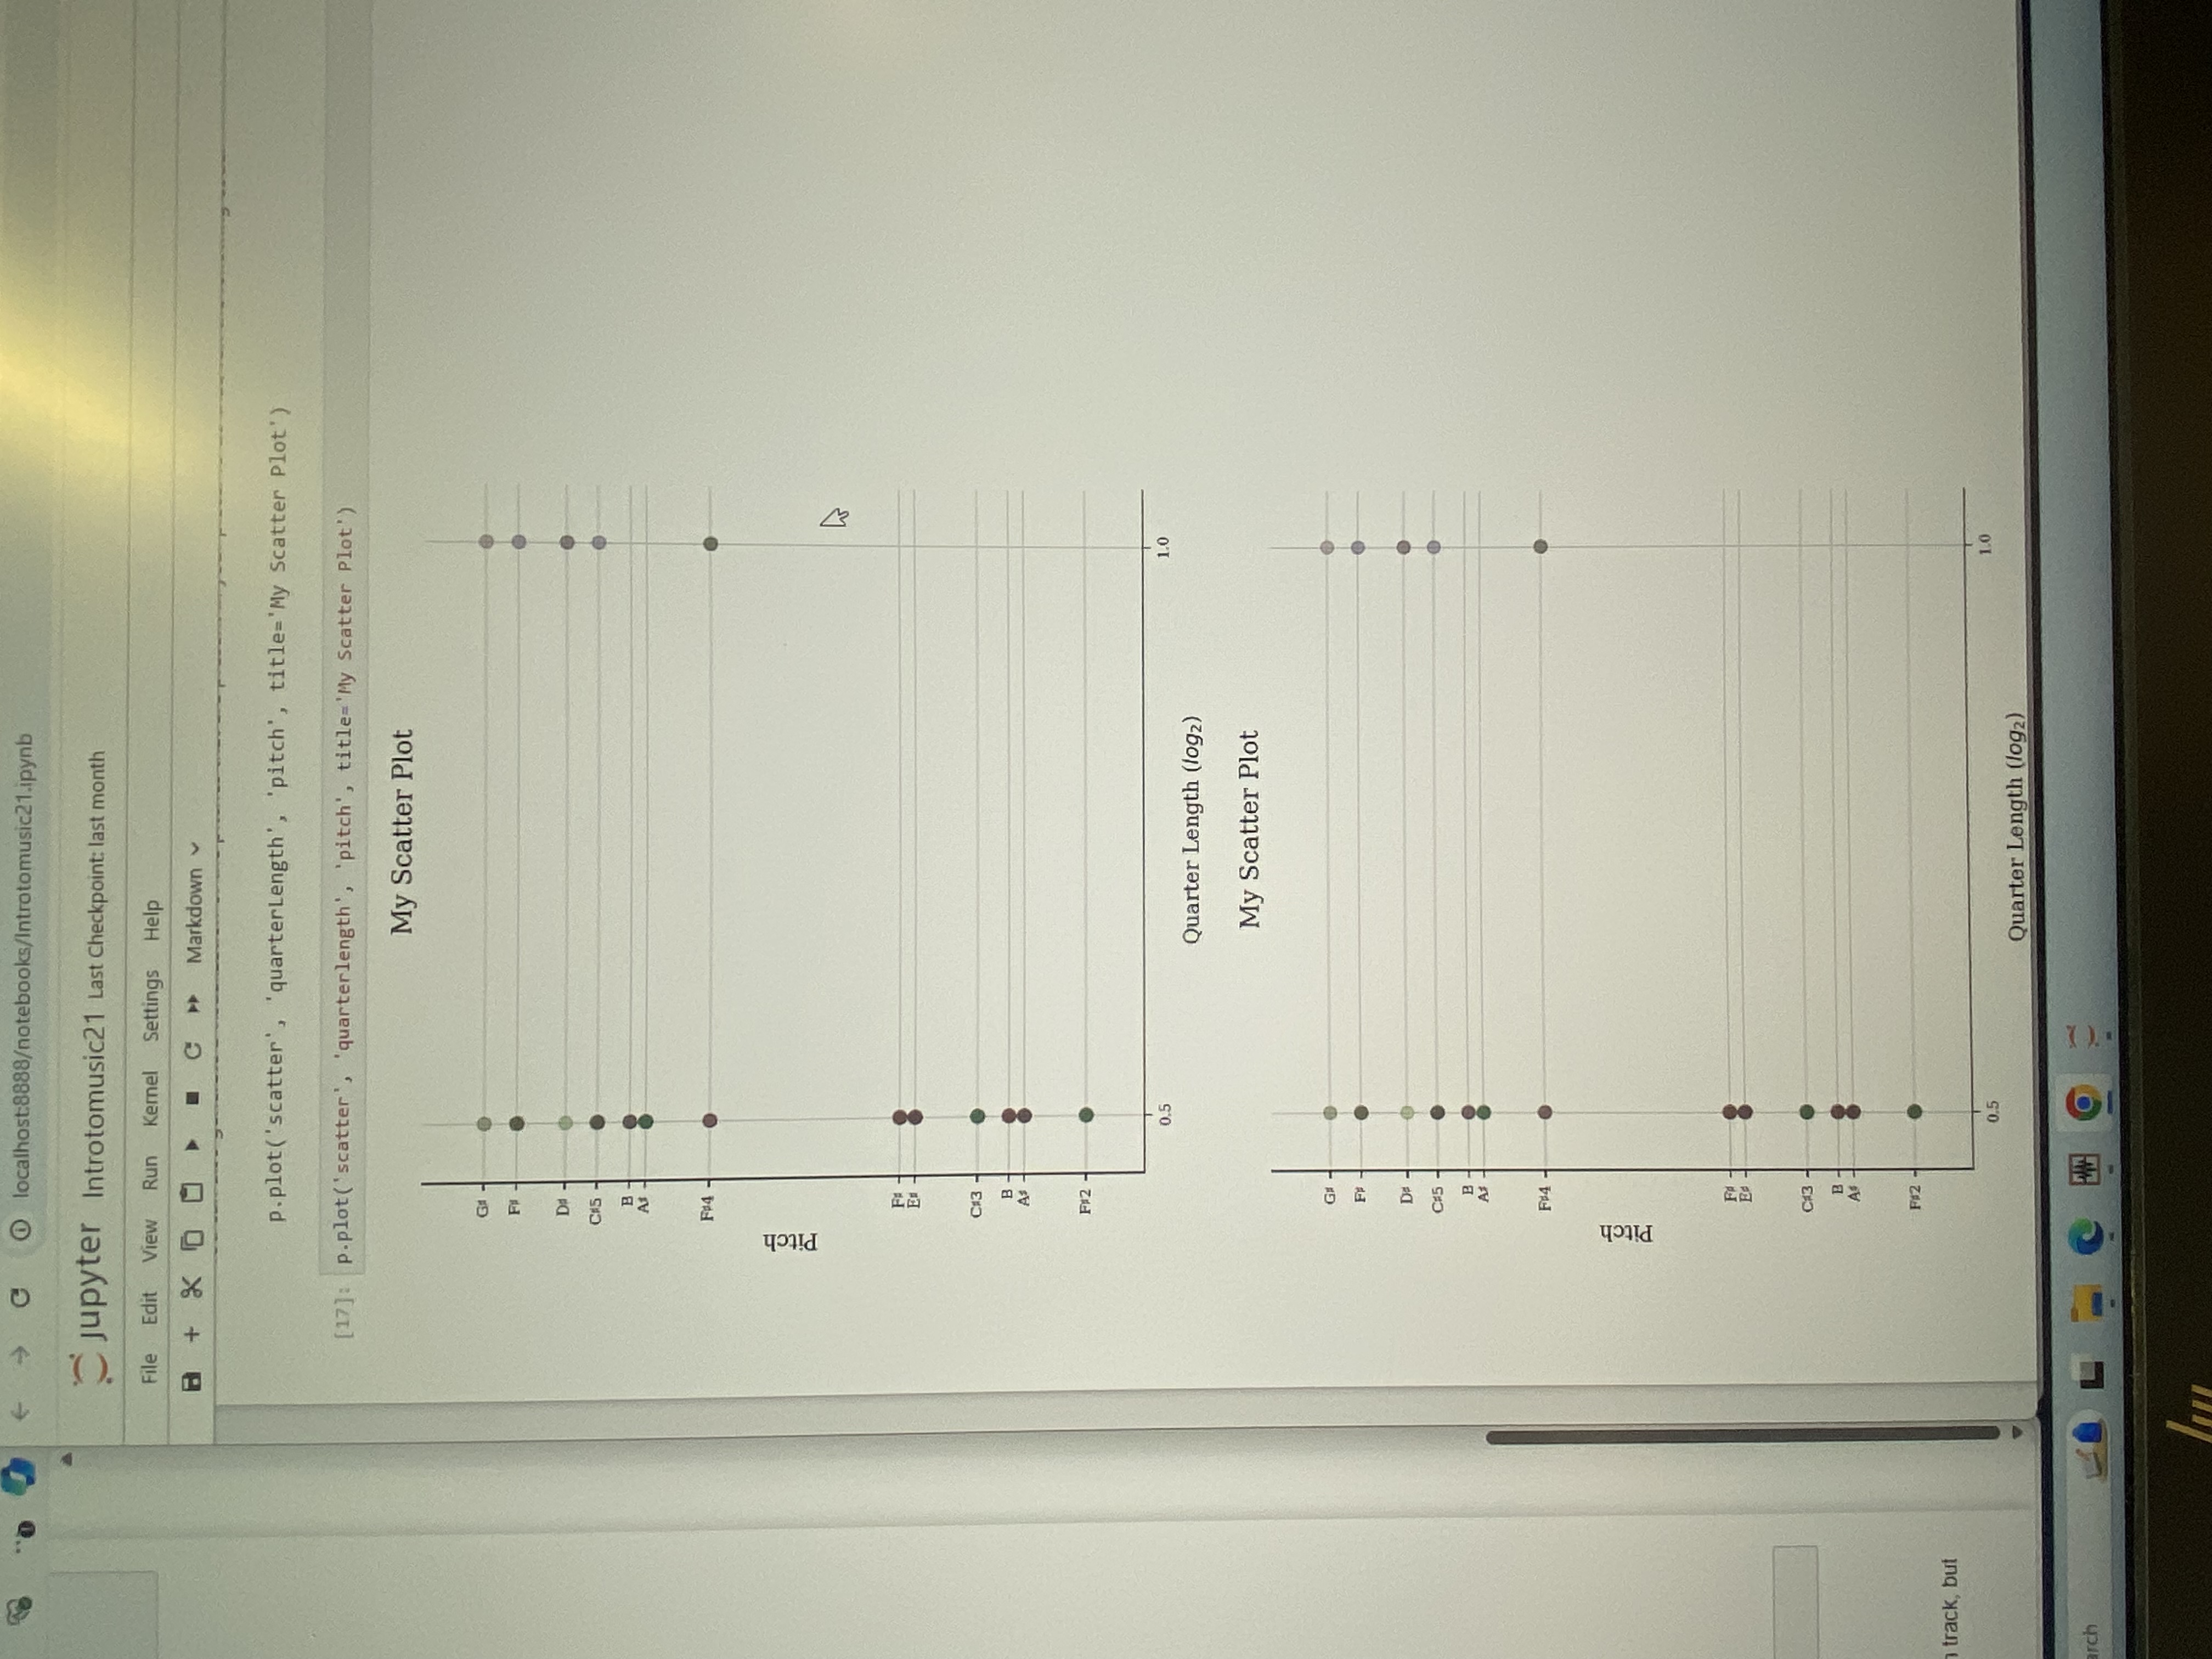 localhost:8888/notebooks/Introtomusic21.ipynb
jupyter Introtomusic21 Last Checkpoint: last month
File Edit View Run Kernel Settings Help
Markdown
p.plot('scatter', 'quarterLength', 'pitch', title='My Scatter Plot')
[17]: p.plot('scatter', 'quarterlength', 'pitch', title='My Scatter Plot')
My Scatter Plot
G♯
F♯
D♯
C♯5
B
A♯
F♯4
Pitch
F♯
E♯
C♯3
B
A♯
F♯2
0.5 1.0
Quarter Length (log₂)
My Scatter Plot
G♯
F♯
D♯
C♯5
B
A♯
F♯4
Pitch
F♯
E♯
C♯3
B
A♯
F♯2
track, but
0.5 1.0
Quarter Length (log₂)
hp